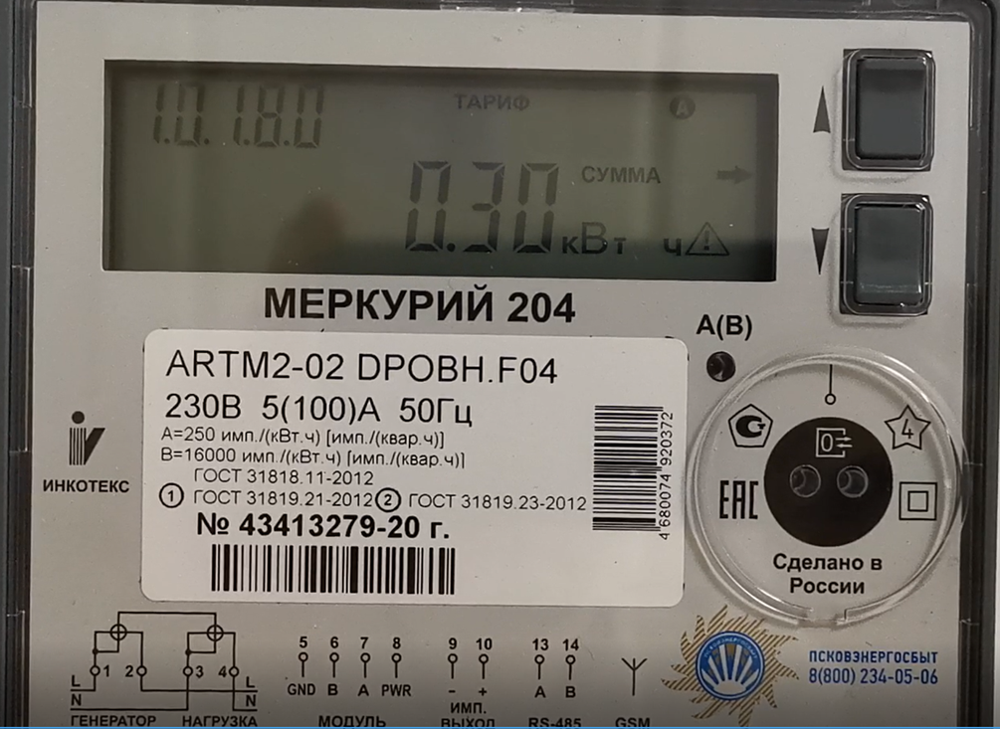 1.0.1.8.0
ТАРИФ
A
0.30 СУММА
кВт ч
МЕРКУРИЙ 204
A(B)
ARTM2-02 DPOBH.F04
230В 5(100)А 50Гц
A=250 имп./(кВт.ч) [имп./(квар.ч)]
B=16000 имп./(кВт.ч) [имп./(квар.ч)]
ГОСТ 31818.11-2012
1 ГОСТ 31819.21-2012 2 ГОСТ 31819.23-2012
№ 43413279-20 г.
4 680074 920372
ИНКОТЕКС
4
0
EAC
Сделано в
России
5 6 7 8 9 10 13 14
GND B A PWR - + A B
1 2 3 4
L L
N N
ГЕНЕРАТОР НАГРУЗКА МОДУЛЬ ИМП. ВЫХОД RS-485 GSM
ПСКОВЭНЕРГОСБЫТ
8(800) 234-05-06